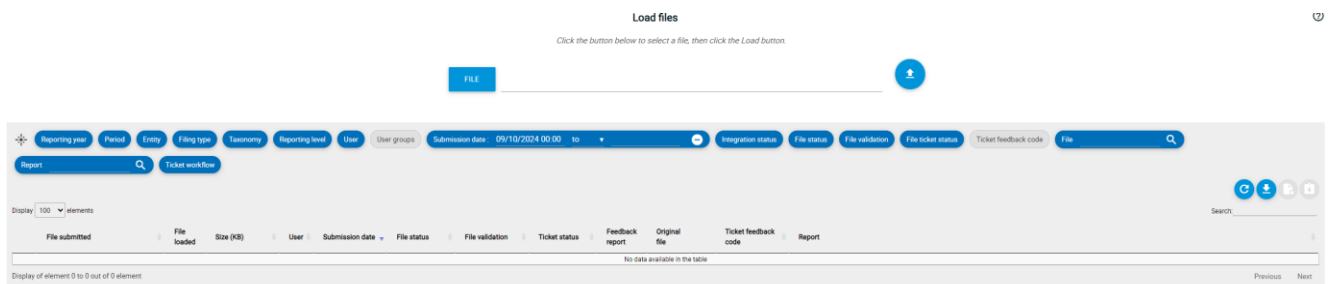 Load files
Click the button below to select a file, then click the Load button.
FILE
Reporting year Period Entity Filing type Taxonomy Reporting level User User groups Submission date : 09/10/2024 00:00 to Integration status File status File validation File ticket status Ticket feedback code File
Report Ticket workflow
Display 100 elements Search:
File submitted File loaded Size (KB) User Submission date File status File validation Ticket status Feedback report Original file Ticket feedback code Report
No data available in the table
Display of element 0 to 0 out of 0 element Previous Next